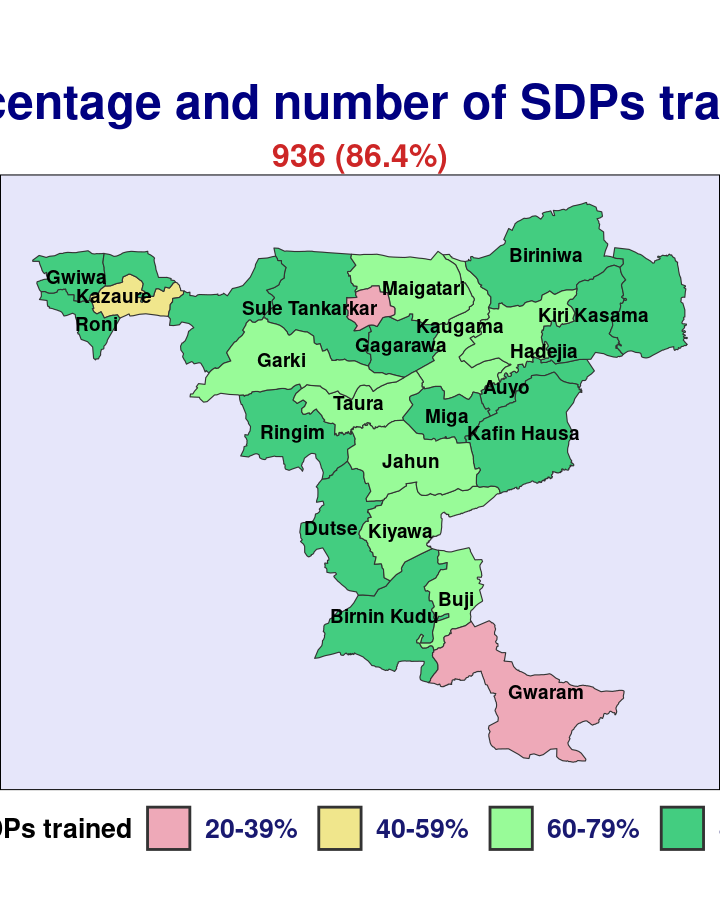 centage and number of SDPs tra
936 (86.4%)
Biriniwa
Gwiwa
Maigatari
Kazaure
Sule Tankarkar
Kiri Kasama
Roni
Kaugama
Gagarawa
Hadejia
Garki
Auyo
Taura
Miga
Ringim
Kafin Hausa
Jahun
Dutse
Kiyawa
Buji
Birnin Kudu
Gwaram
DPs trained 20-39% 40-59% 60-79%